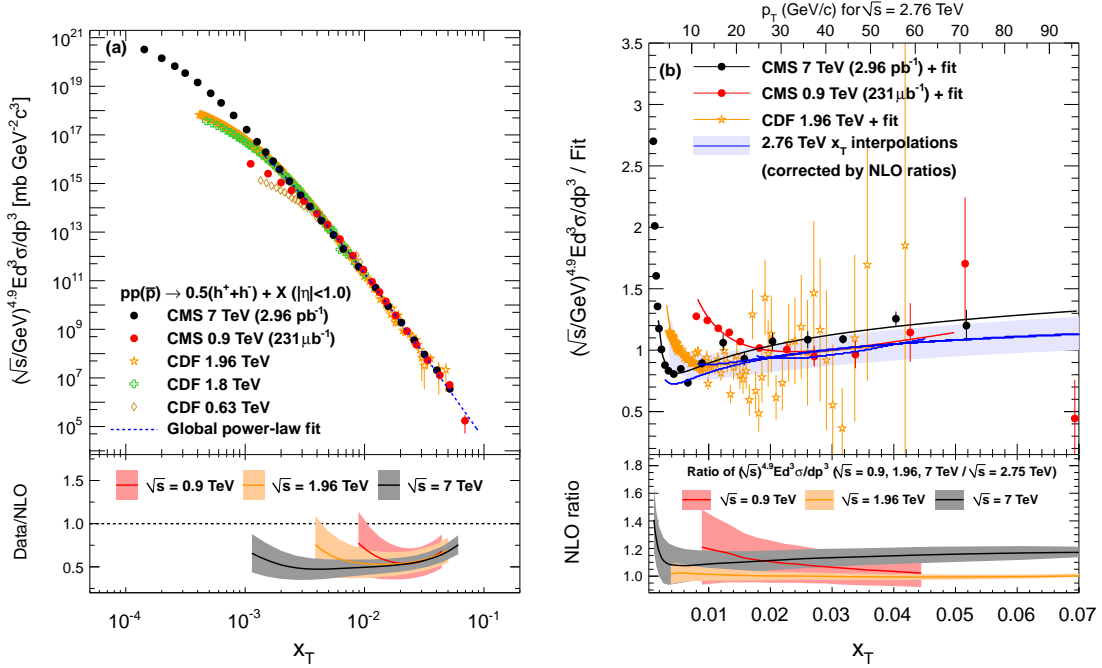 (a)
(√s/GeV)^4.9 Ed^3σ/dp^3 [mb GeV^-2c^3]
10^21
10^19
10^17
10^15
10^13
10^11
10^9
10^7
10^5
pp(p̅) → 0.5(h^+ + h^-) + X (|η|<1.0)
CMS 7 TeV (2.96 pb^-1)
CMS 0.9 TeV (231μb^-1)
CDF 1.96 TeV
CDF 1.8 TeV
CDF 0.63 TeV
Global power-law fit
Data/NLO
1.0
0.5
√s = 0.9 TeV
√s = 1.96 TeV
√s = 7 TeV
10^-4
10^-3
10^-2
10^-1
x_T
p_T (GeV/c) for √s = 2.76 TeV
10 20 30 40 50 60 70 80 90
(b)
(√s/GeV)^4.9 Ed^3σ/dp^3 / Fit
3.5
3
2.5
2
1.5
1
0.5
CMS 7 TeV (2.96 pb^-1) + fit
CMS 0.9 TeV (231μb^-1) + fit
CDF 1.96 TeV + fit
2.76 TeV x_T interpolations
(corrected by NLO ratios)
NLO ratio
1.8
1.6
1.4
1.2
1.0
Ratio of (√s)^4.9 Ed^3σ/dp^3 (√s = 0.9, 1.96, 7 TeV / √s = 2.75 TeV)
√s = 0.9 TeV
√s = 1.96 TeV
√s = 7 TeV
0.01 0.02 0.03 0.04 0.05 0.06 0.07
x_T